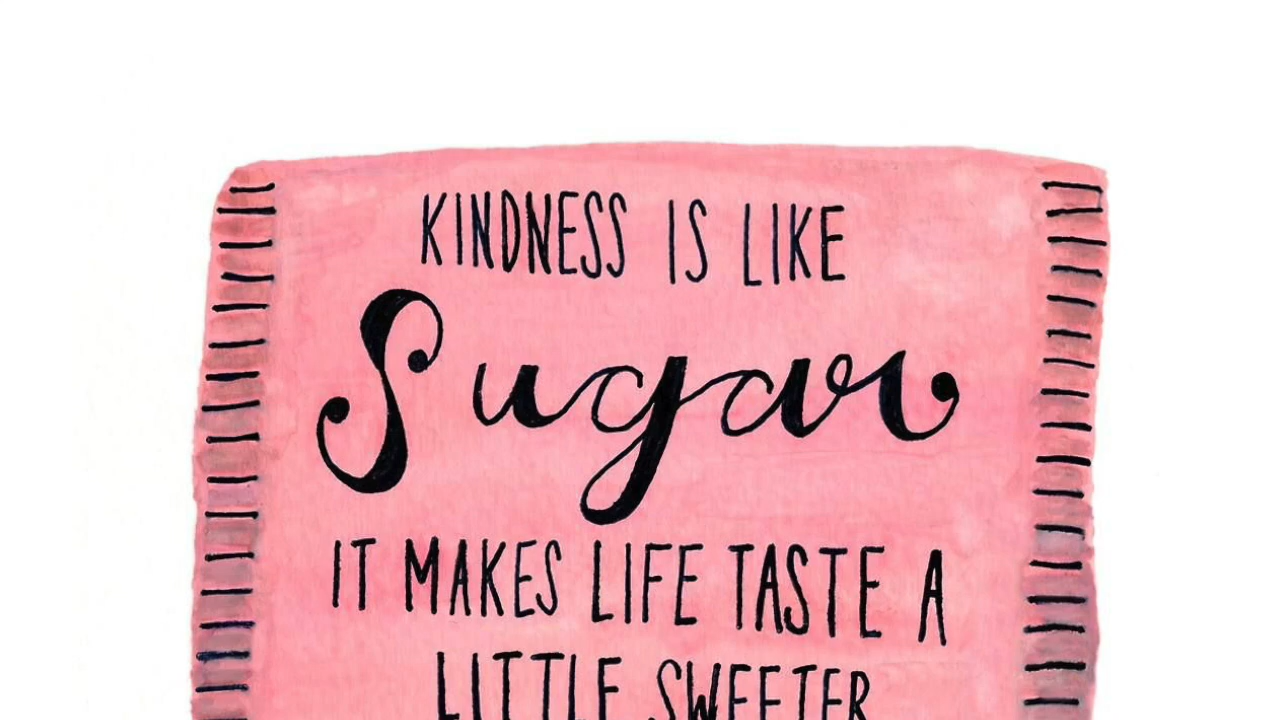 KINDNESS IS LIKE
Sugar
IT MAKES LIFE TASTE A
LITTLE SWEETER